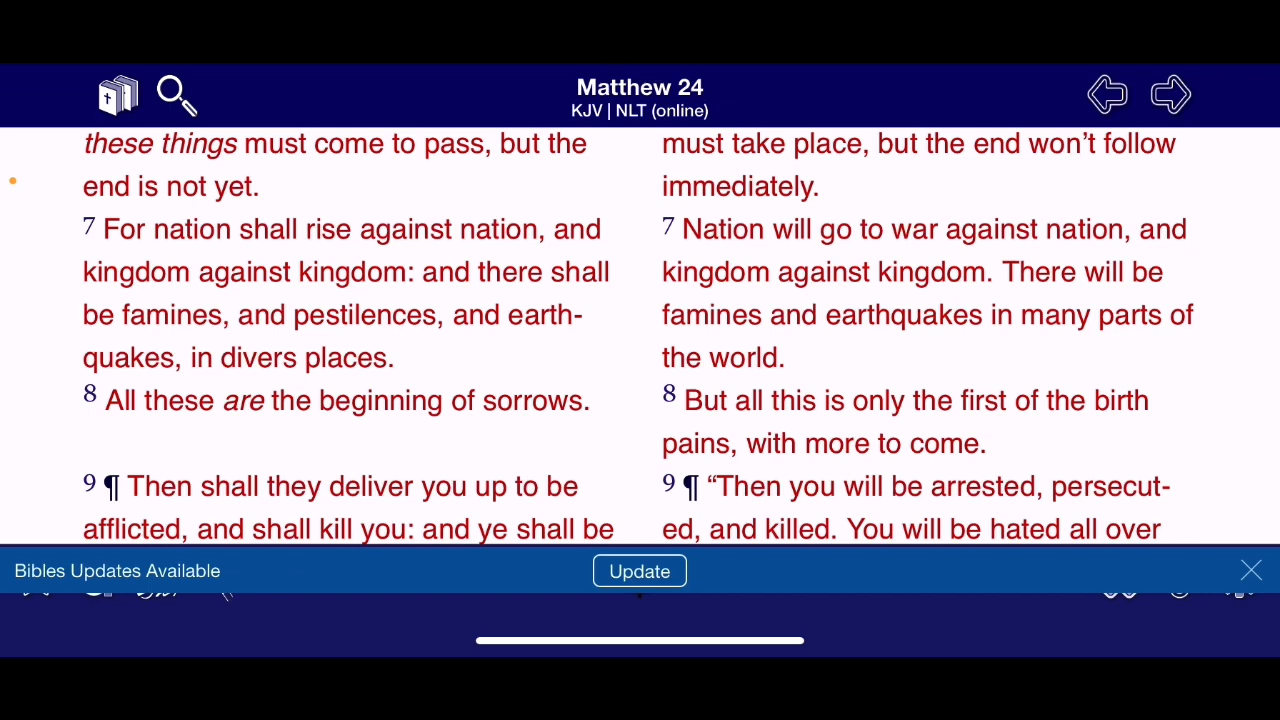 Matthew 24
KJV | NLT (online)
these things must come to pass, but the
end is not yet.
7 For nation shall rise against nation, and
kingdom against kingdom: and there shall
be famines, and pestilences, and earth-
quakes, in divers places.
8 All these are the beginning of sorrows.
9 ¶ Then shall they deliver you up to be
afflicted, and shall kill you: and ye shall be
must take place, but the end won’t follow
immediately.
7 Nation will go to war against nation, and
kingdom against kingdom. There will be
famines and earthquakes in many parts of
the world.
8 But all this is only the first of the birth
pains, with more to come.
9 ¶ “Then you will be arrested, persecut-
ed, and killed. You will be hated all over
Bibles Updates Available
Update